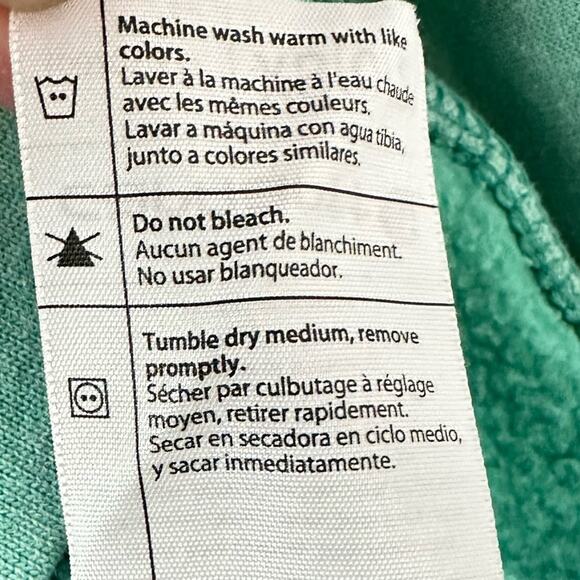 Machine wash warm with like
colors.
Laver à la machine à l'eau chaude
avec les mêmes couleurs.
Lavar a máquina con agua tibia,
junto a colores similares.
Do not bleach.
Aucun agent de blanchiment.
No usar blanqueador.
Tumble dry medium, remove
promptly.
Sécher par culbutage à réglage
moyen, retirer rapidement.
Secar en secadora en ciclo medio,
y sacar inmediatamente.